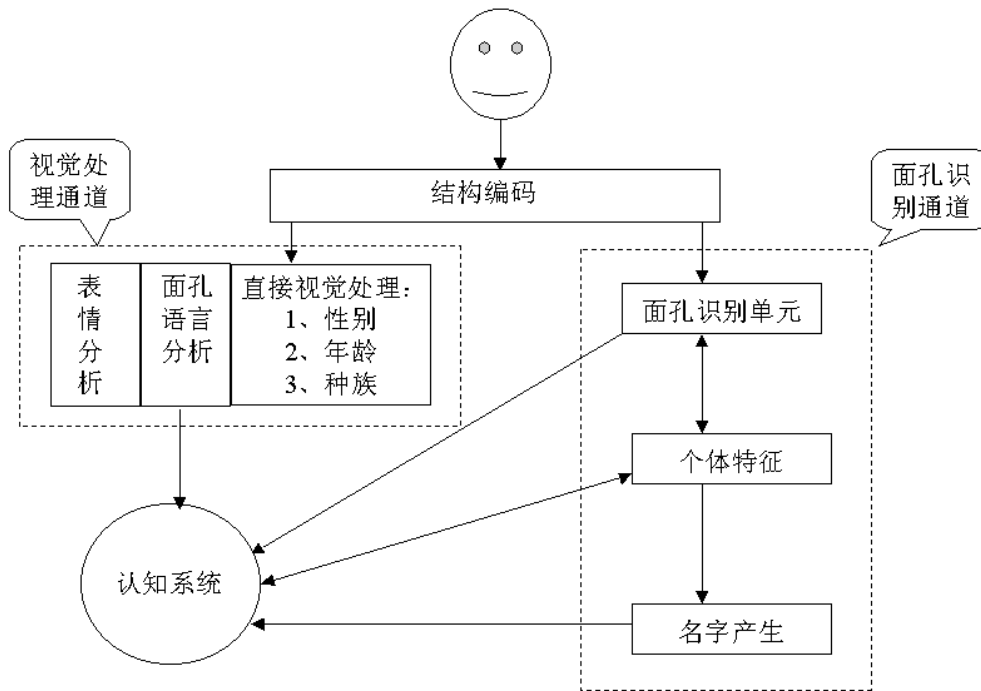 视觉处
理通道
结构编码
面孔识
别通道
表
情
分
析
面孔
语言
分析
直接视觉处理：
1、性别
2、年龄
3、种族
面孔识别单元
个体特征
认知系统
名字产生